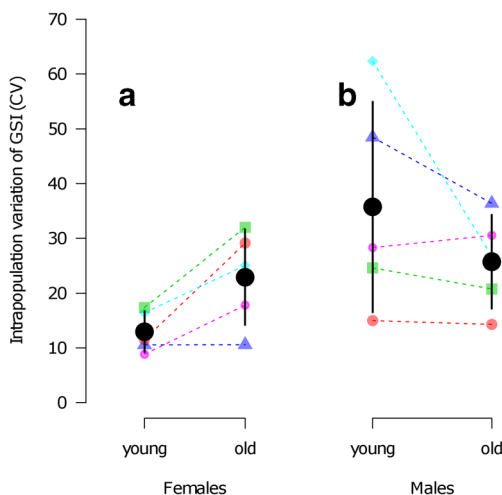 Intrapopulation variation of GSI (CV)
70
60
50
40
30
20
10
0
a
b
young
old
young
old
Females
Males